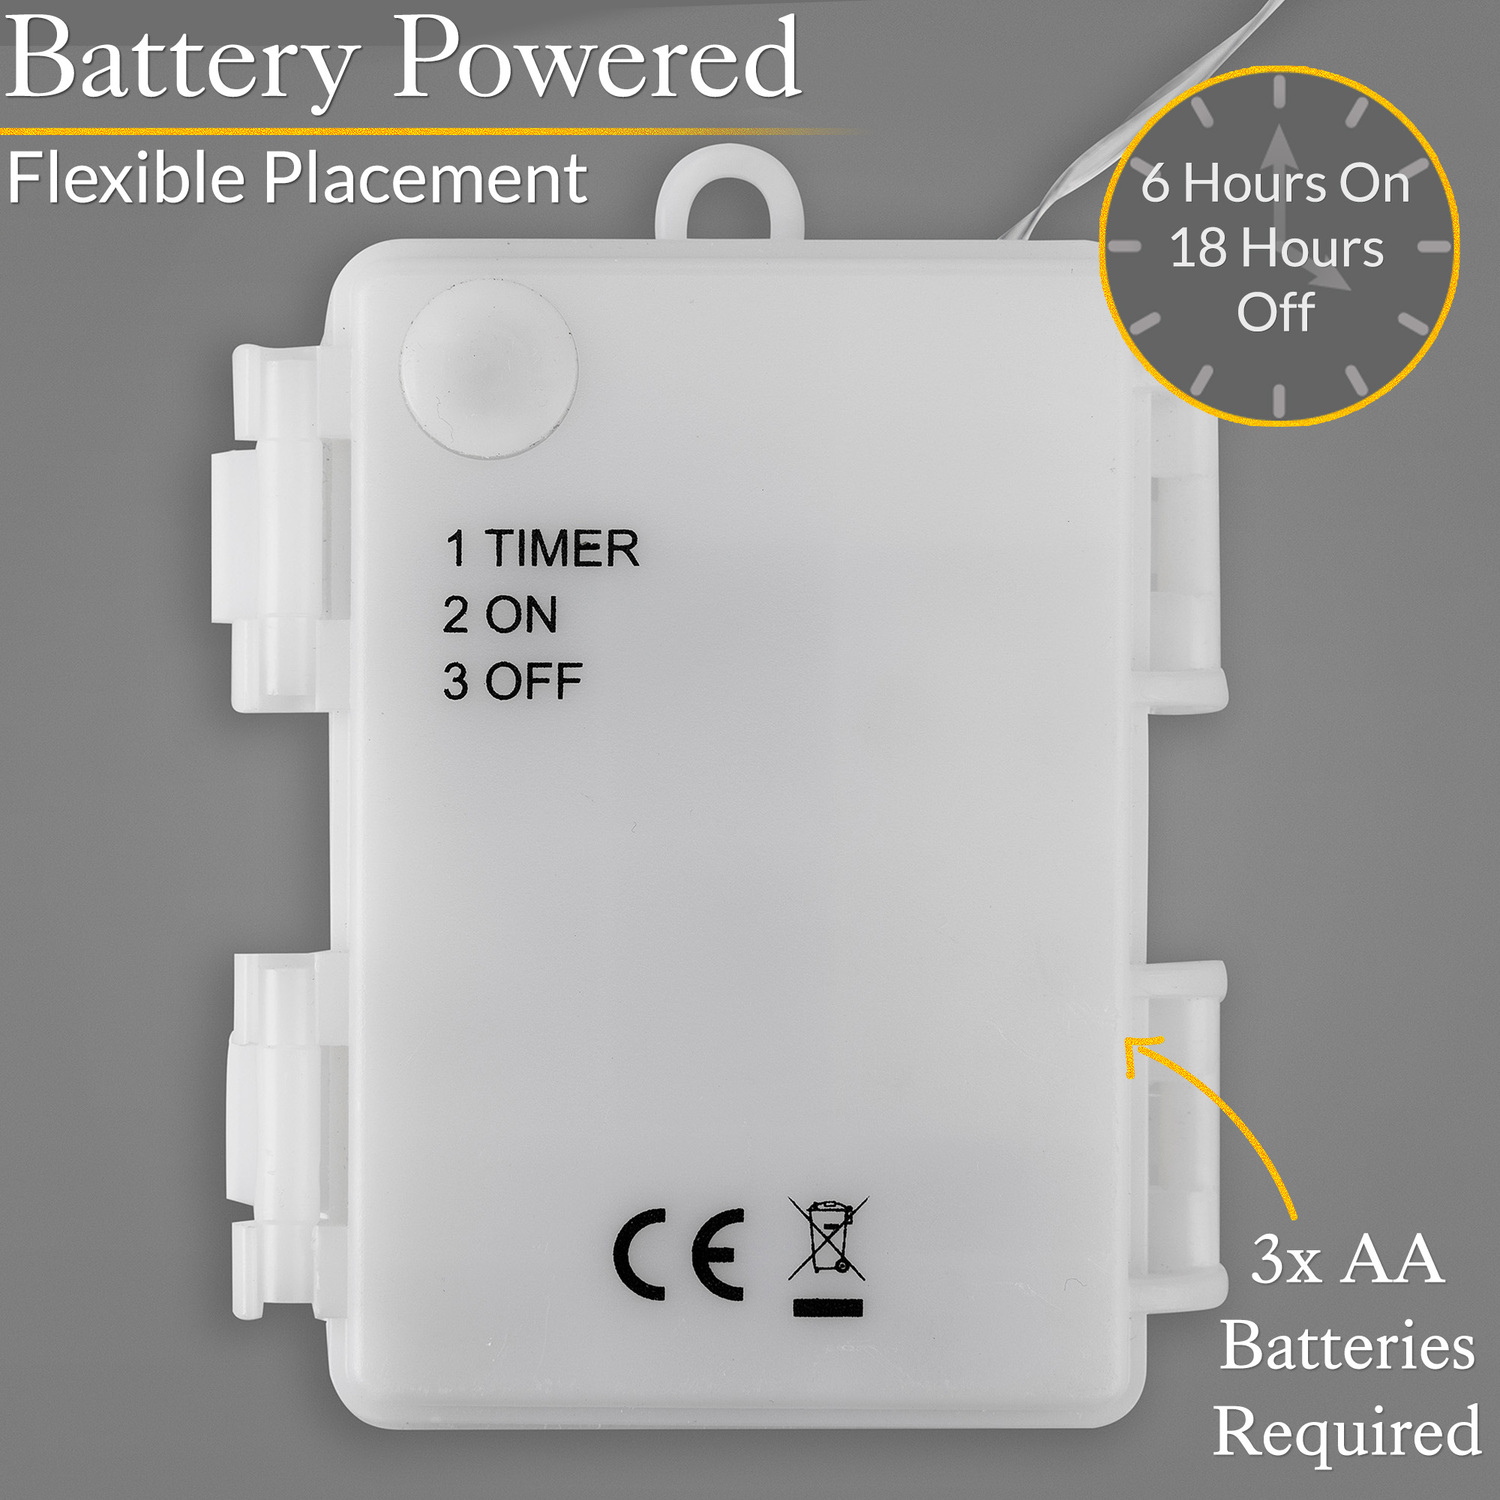 Battery Powered
Flexible Placement
6 Hours On
18 Hours
Off
1 TIMER
2 ON
3 OFF
CE
3x AA
Batteries
Required